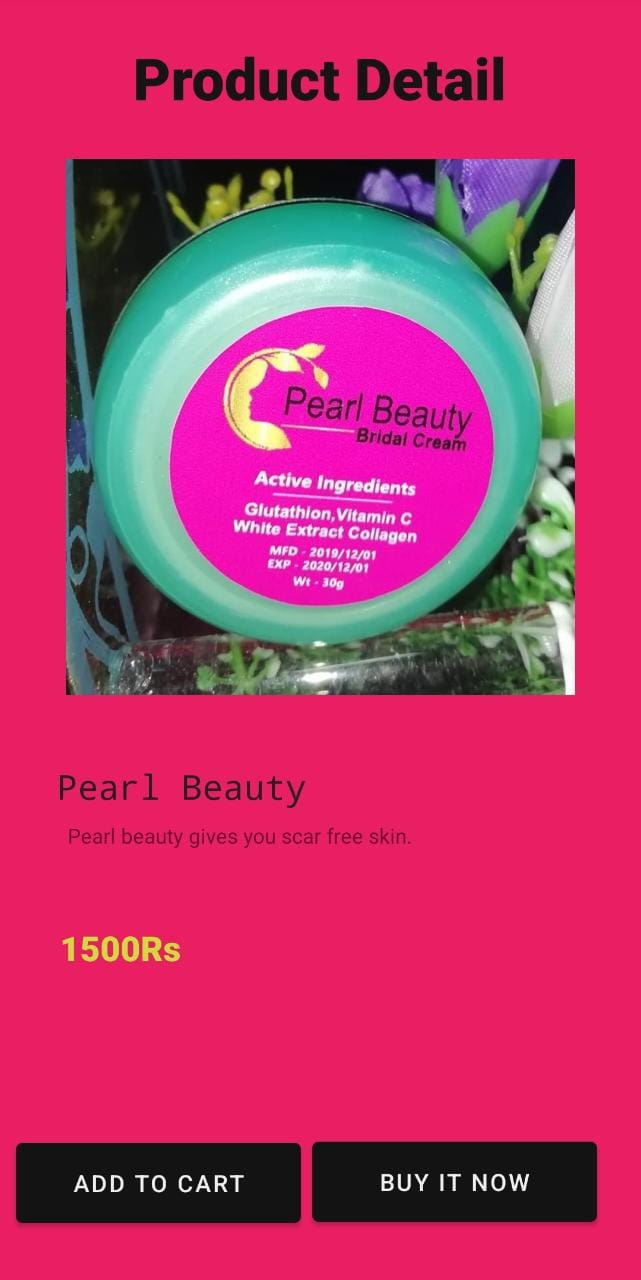 Product Detail
Pearl Beauty
Bridal Cream
Active Ingredients
Glutathion,Vitamin C
White Extract Collagen
MFD - 2019/12/01
EXP - 2020/12/01
Wt - 30g
Pearl Beauty
Pearl beauty gives you scar free skin.
1500Rs
ADD TO CART
BUY IT NOW